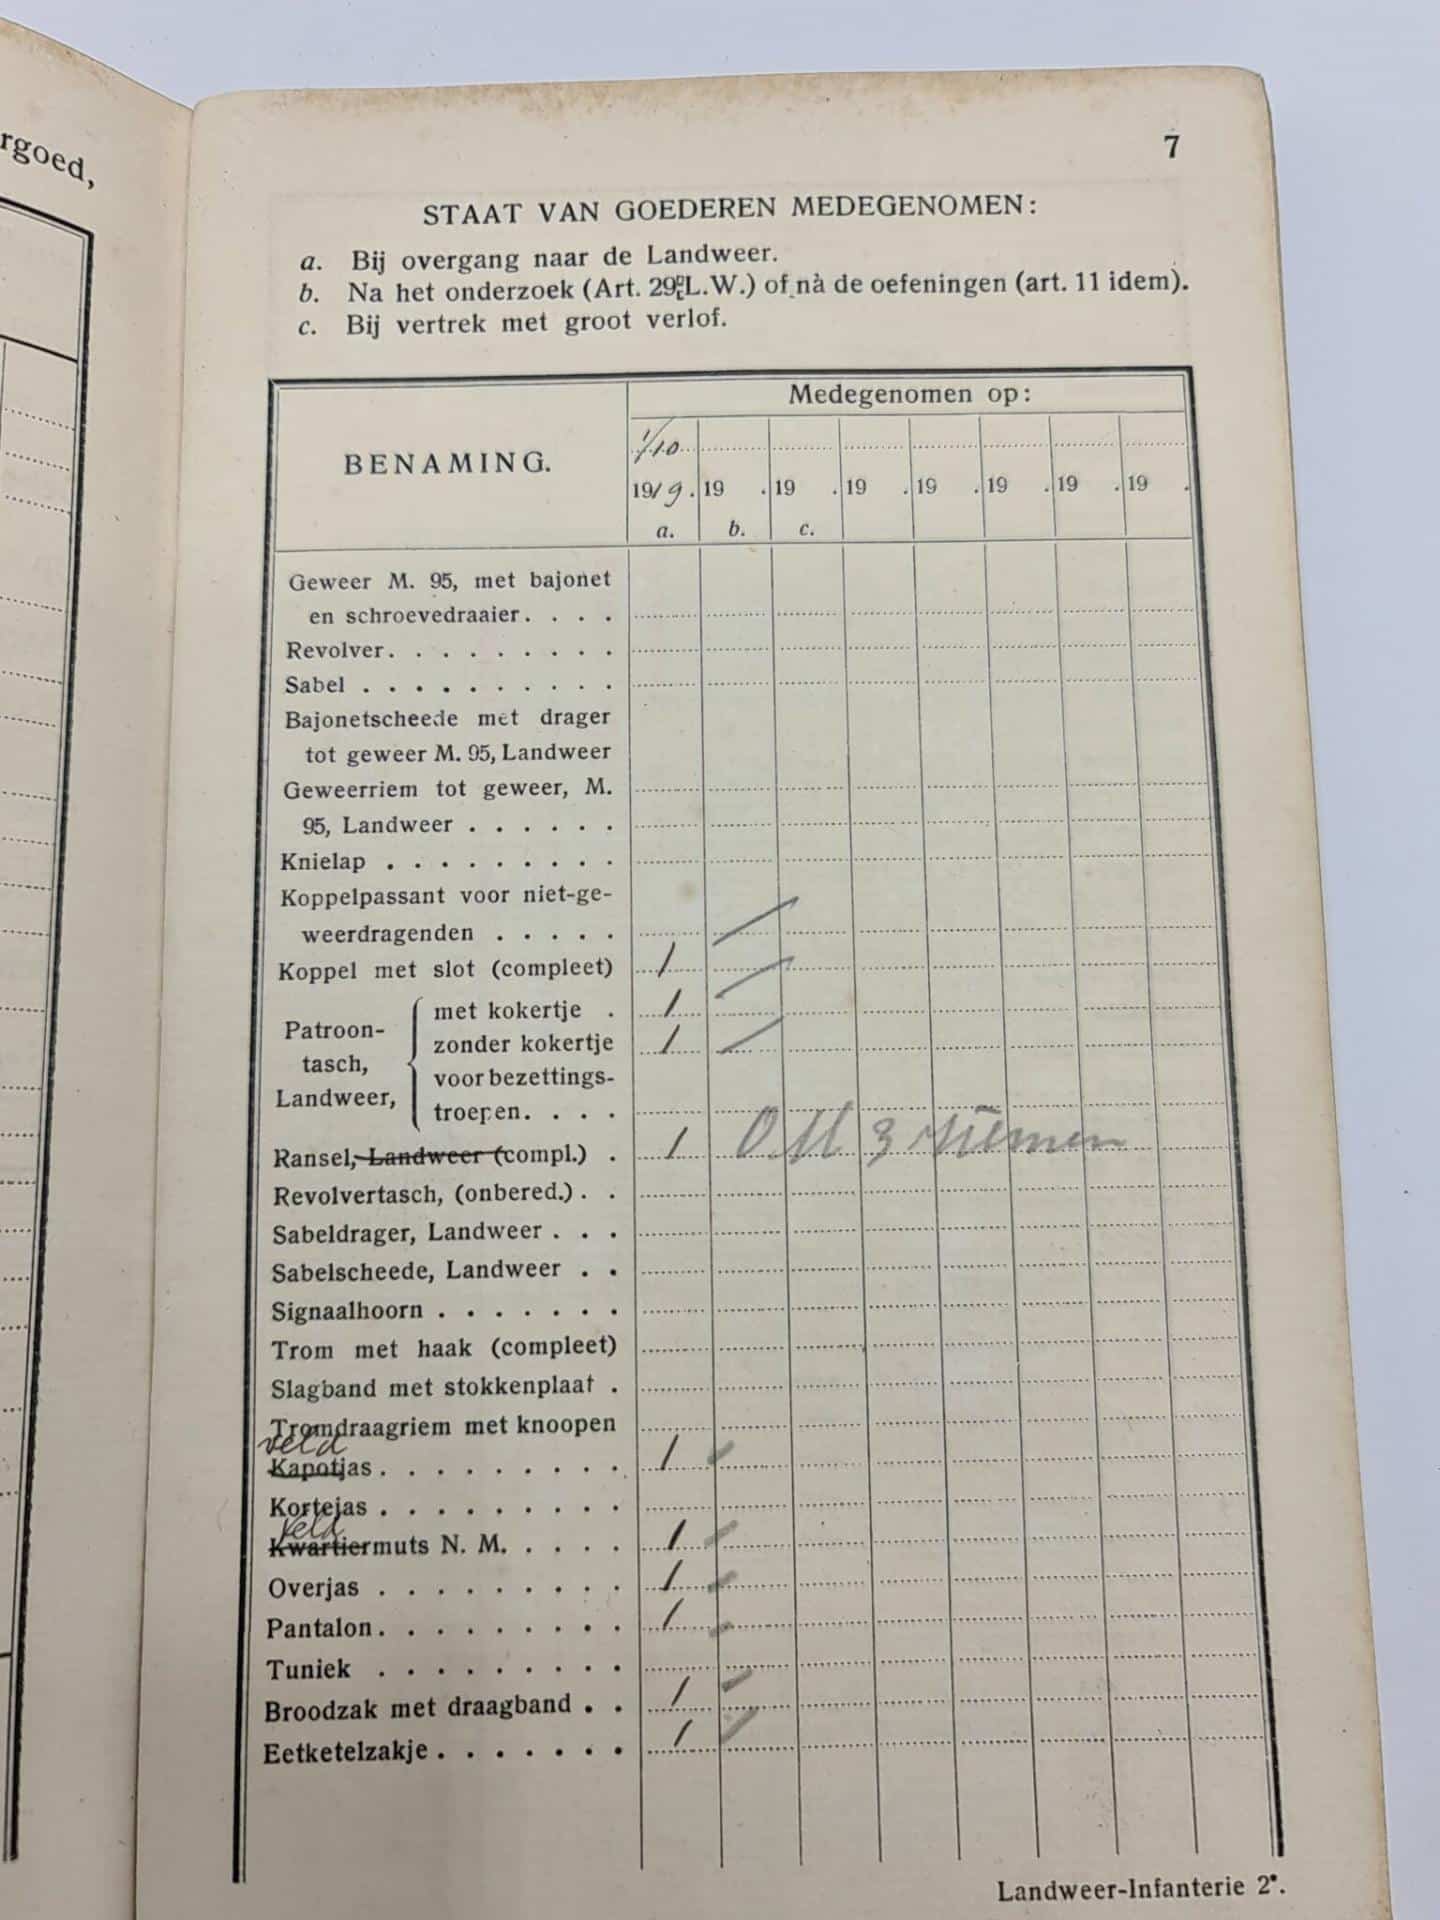 rgoed,
7
STAAT VAN GOEDEREN MEDEGENOMEN:
a. Bij overgang naar de Landweer.
b. Na het onderzoek (Art. 29 L.W.) of nà de oefeningen (art. 11 idem).
c. Bij vertrek met groot verlof.
BENAMING.
Medegenomen op:
1/10
1919. 19 . 19 . 19 . 19 . 19 . 19 . 19 .
a. b. c.
Geweer M. 95, met bajonet
en schroevedraaier. . . .
Revolver. . . . . . . . .
Sabel . . . . . . . . . .
Bajonetscheede met drager
tot geweer M. 95, Landweer
Geweerriem tot geweer, M.
95, Landweer . . . . . .
Knielap . . . . . . . . .
Koppelpassant voor niet-ge-
weerdragenden . . . . .
Koppel met slot (compleet) 1
Patroon-
tasch,
Landweer,
met kokertje . 1
zonder kokertje 1
voor bezettings-
troepen. . . .
Ransel, Landweer (compl.) . 1 O.M. 3 riemen
Revolvertasch, (onbered.) . .
Sabeldrager, Landweer . . .
Sabelscheede, Landweer . .
Signaalhoorn . . . . . . .
Trom met haak (compleet)
Slagband met stokkenplaat .
Tromdraagriem met knoopen
veld
Kapotjas. . . . . . . . . 1
Kortejas . . . . . . . . .
Veld
Kwartiermuts N. M. . . . . 1
Overjas . . . . . . . . . 1
Pantalon. . . . . . . . . 1
Tuniek . . . . . . . . .
Broodzak met draagband . . 1
Eetketelzakje . . . . . . . 1
Landweer-Infanterie 2*.